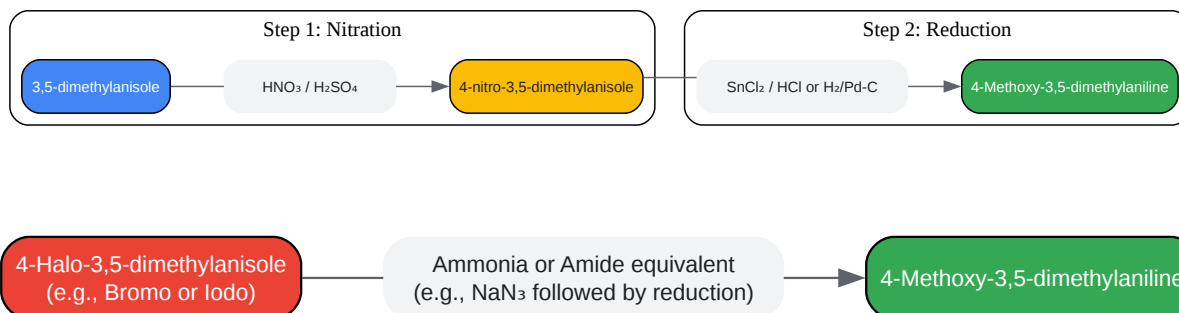 Step 1: Nitration
Step 2: Reduction
3,5-dimethylanisole
HNO₃ / H₂SO₄
4-nitro-3,5-dimethylanisole
SnCl₂ / HCl or H₂/Pd-C
4-Methoxy-3,5-dimethylaniline
4-Halo-3,5-dimethylanisole
(e.g., Bromo or Iodo)
Ammonia or Amide equivalent
(e.g., NaN₃ followed by reduction)
4-Methoxy-3,5-dimethylaniline